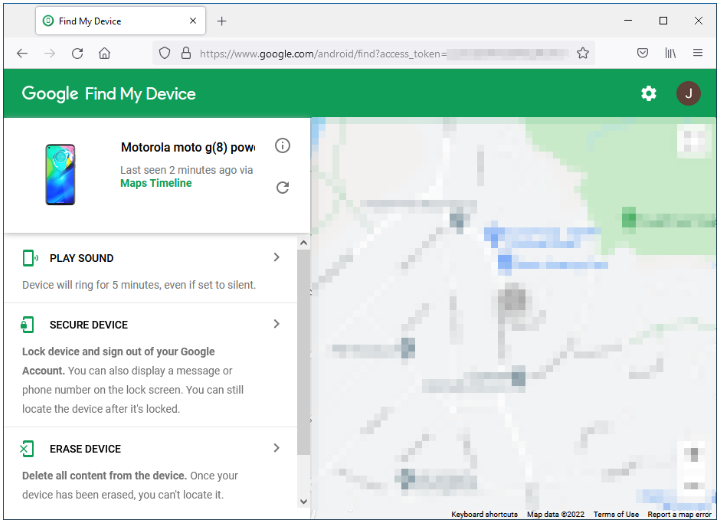 Find My Device
https://www.google.com/android/find?access_token=
Google Find My Device
J
Motorola moto g(8) powe
Last seen 2 minutes ago via
Maps Timeline
PLAY SOUND
Device will ring for 5 minutes, even if set to silent.
SECURE DEVICE
Lock device and sign out of your Google
Account. You can also display a message or
phone number on the lock screen. You can still
locate the device after it's locked.
ERASE DEVICE
Delete all content from the device. Once your
device has been erased, you can't locate it.
Keyboard shortcuts Map data ©2022 Terms of Use Report a map error